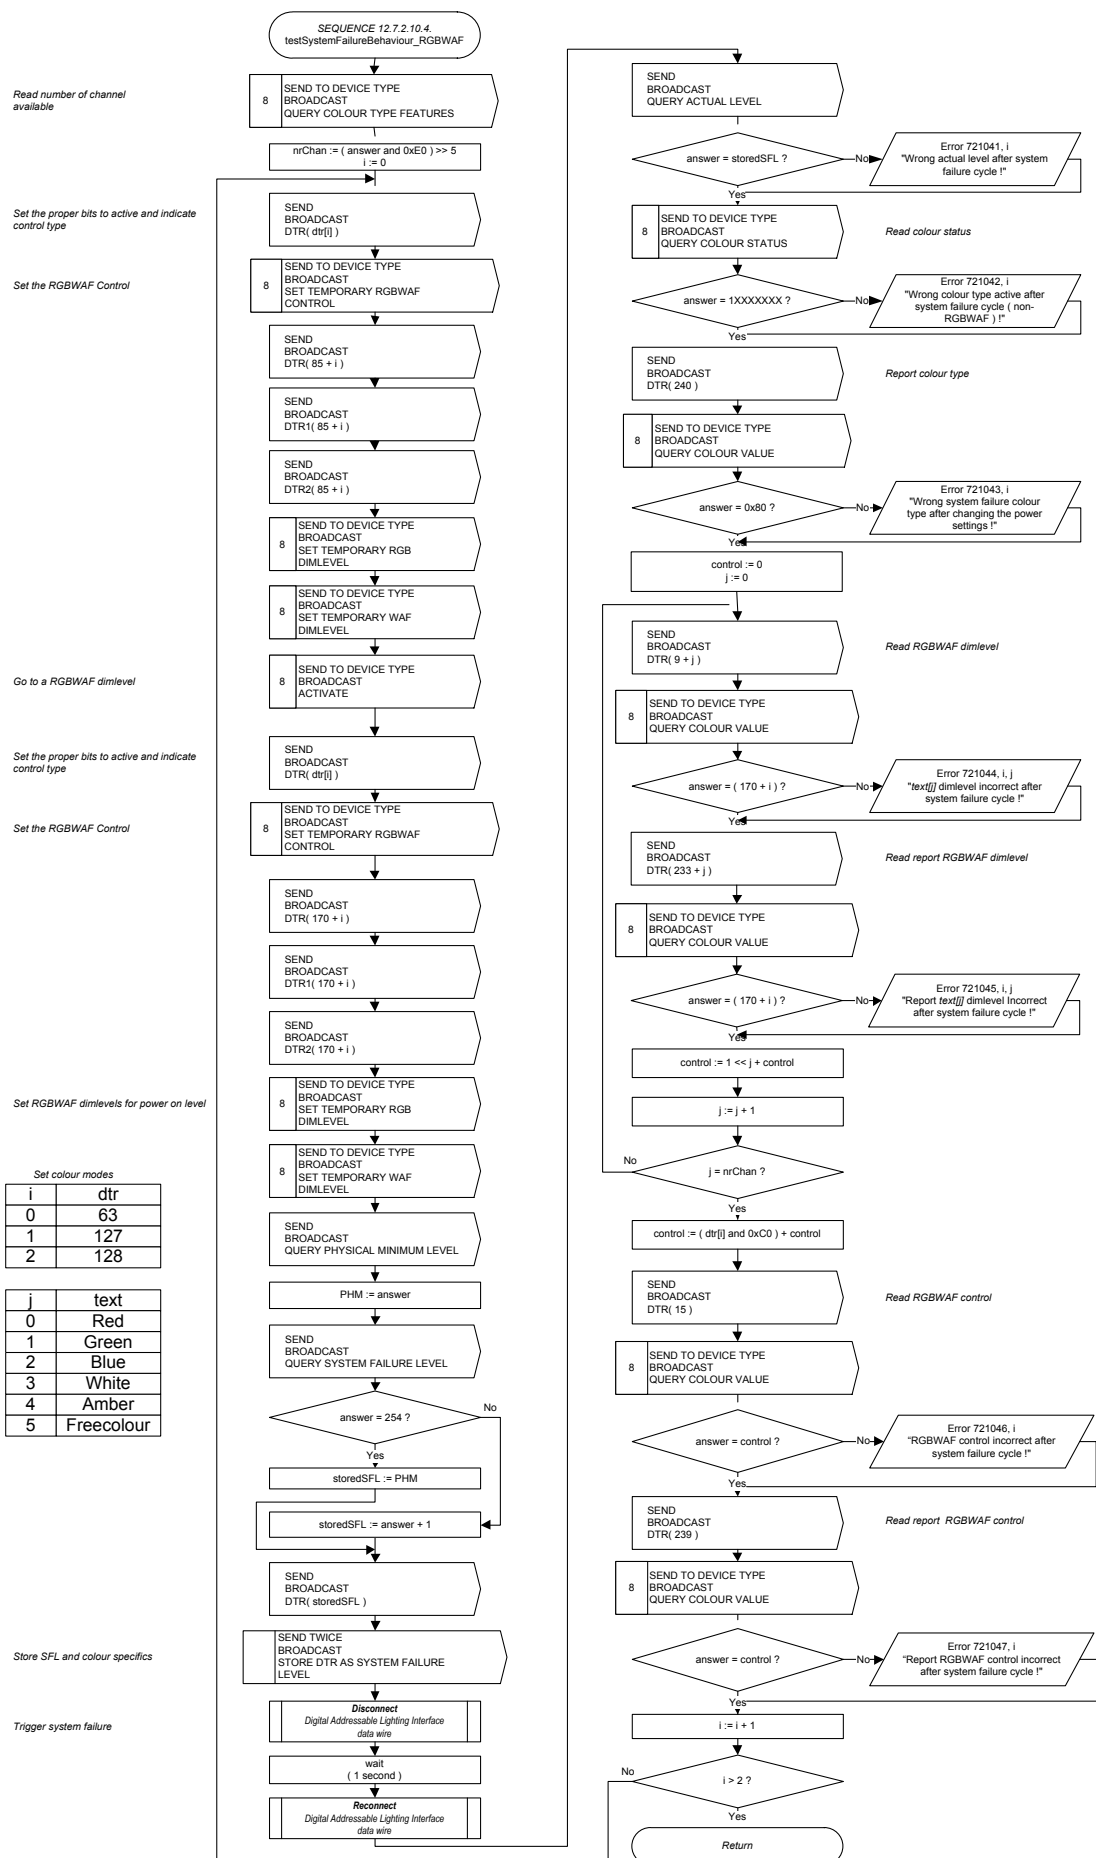 SEQUENCE 12.7.2.10.4.
testSystemFailureBehaviour_RGBWAF
Read number of channel
available
8
SEND TO DEVICE TYPE
BROADCAST
QUERY COLOUR TYPE FEATURES
nrChan := ( answer and 0xE0 ) >> 5
i := 0
Set the proper bits to active and indicate
control type
SEND
BROADCAST
DTR( dtr[i] )
Set the RGBWAF Control
8
SEND TO DEVICE TYPE
BROADCAST
SET TEMPORARY RGBWAF
CONTROL
SEND
BROADCAST
DTR( 85 + i )
SEND
BROADCAST
DTR1( 85 + i )
SEND
BROADCAST
DTR2( 85 + i )
8
SEND TO DEVICE TYPE
BROADCAST
SET TEMPORARY RGB
DIMLEVEL
8
SEND TO DEVICE TYPE
BROADCAST
SET TEMPORARY WAF
DIMLEVEL
Go to a RGBWAF dimlevel
8
SEND TO DEVICE TYPE
BROADCAST
ACTIVATE
Set the proper bits to active and indicate
control type
SEND
BROADCAST
DTR( dtr[i] )
Set the RGBWAF Control
8
SEND TO DEVICE TYPE
BROADCAST
SET TEMPORARY RGBWAF
CONTROL
SEND
BROADCAST
DTR( 170 + i )
SEND
BROADCAST
DTR1( 170 + i )
SEND
BROADCAST
DTR2( 170 + i )
Set RGBWAF dimlevels for power on level
8
SEND TO DEVICE TYPE
BROADCAST
SET TEMPORARY RGB
DIMLEVEL
8
SEND TO DEVICE TYPE
BROADCAST
SET TEMPORARY WAF
DIMLEVEL
Set colour modes
i dtr
0 63
1 127
2 128
j text
0 Red
1 Green
2 Blue
3 White
4 Amber
5 Freecolour
SEND
BROADCAST
QUERY PHYSICAL MINIMUM LEVEL
PHM := answer
SEND
BROADCAST
QUERY SYSTEM FAILURE LEVEL
answer = 254 ?
No
Yes
storedSFL := PHM
storedSFL := answer + 1
SEND
BROADCAST
DTR( storedSFL )
Store SFL and colour specifics
SEND TWICE
BROADCAST
STORE DTR AS SYSTEM FAILURE
LEVEL
Trigger system failure
Disconnect
Digital Addressable Lighting Interface
data wire
wait
( 1 second )
Reconnect
Digital Addressable Lighting Interface
data wire
SEND
BROADCAST
QUERY ACTUAL LEVEL
answer = storedSFL ?
No
Error 721041, i
"Wrong actual level after system
failure cycle !"
Yes
8
SEND TO DEVICE TYPE
BROADCAST
QUERY COLOUR STATUS
Read colour status
answer = 1XXXXXXX ?
No
Error 721042, i
"Wrong colour type active after
system failure cycle ( non-
RGBWAF ) !"
Yes
SEND
BROADCAST
DTR( 240 )
Report colour type
8
SEND TO DEVICE TYPE
BROADCAST
QUERY COLOUR VALUE
answer = 0x80 ?
No
Error 721043, i
"Wrong system failure colour
type after changing the power
settings !"
Yes
control := 0
j := 0
SEND
BROADCAST
DTR( 9 + j )
Read RGBWAF dimlevel
8
SEND TO DEVICE TYPE
BROADCAST
QUERY COLOUR VALUE
answer = ( 170 + i ) ?
No
Error 721044, i, j
"text[j] dimlevel incorrect after
system failure cycle !"
Yes
SEND
BROADCAST
DTR( 233 + j )
Read report RGBWAF dimlevel
8
SEND TO DEVICE TYPE
BROADCAST
QUERY COLOUR VALUE
answer = ( 170 + i ) ?
No
Error 721045, i, j
"Report text[j] dimlevel Incorrect
after system failure cycle !"
Yes
control := 1 << j + control
j := j + 1
No
j = nrChan ?
Yes
control := ( dtr[i] and 0xC0 ) + control
SEND
BROADCAST
DTR( 15 )
Read RGBWAF control
8
SEND TO DEVICE TYPE
BROADCAST
QUERY COLOUR VALUE
answer = control ?
No
Error 721046, i
“RGBWAF control incorrect after
system failure cycle !"
Yes
SEND
BROADCAST
DTR( 239 )
Read report RGBWAF control
8
SEND TO DEVICE TYPE
BROADCAST
QUERY COLOUR VALUE
answer = control ?
No
Error 721047, i
“Report RGBWAF control incorrect
after system failure cycle !"
Yes
i := i + 1
No
i > 2 ?
Yes
Return